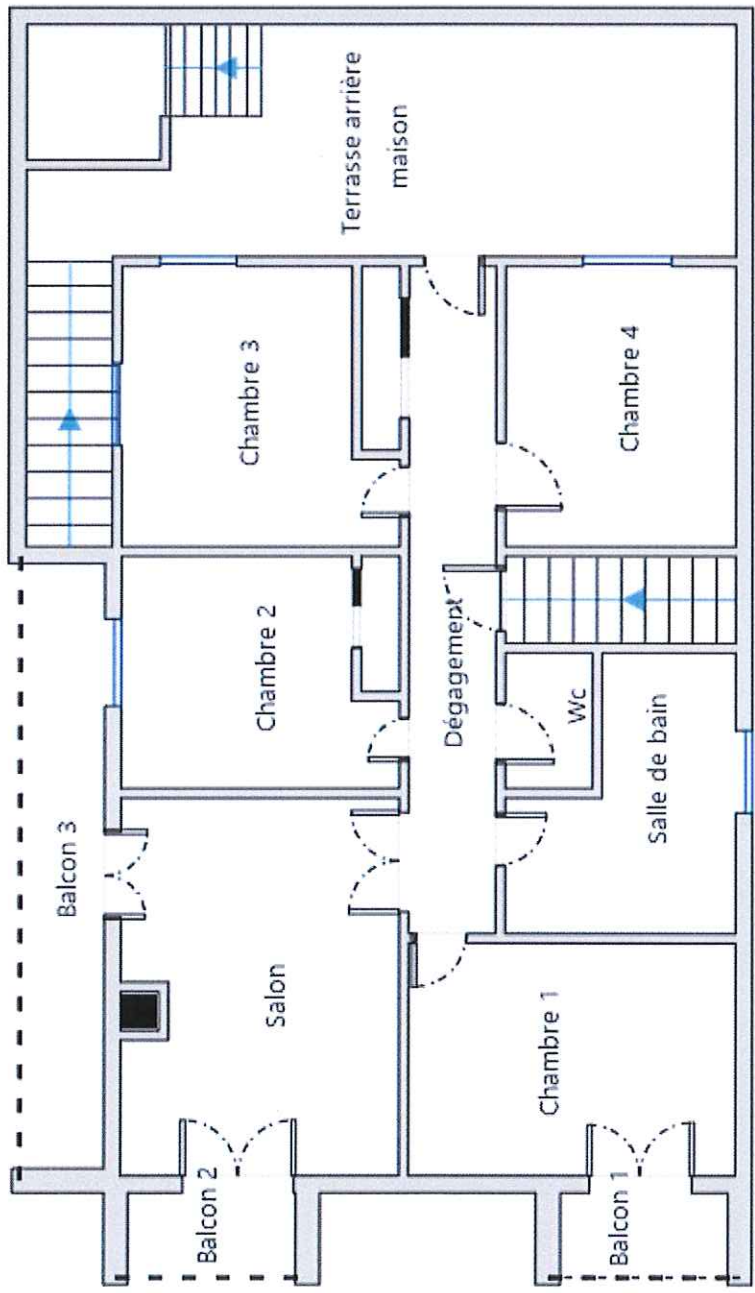 Balcon 3
Balcon 2
Salon
Chambre 2
Chambre 3
Terrasse arrière
maison
Dégagement
Balcon 1
Chambre 1
Salle de bain
Wc
Chambre 4